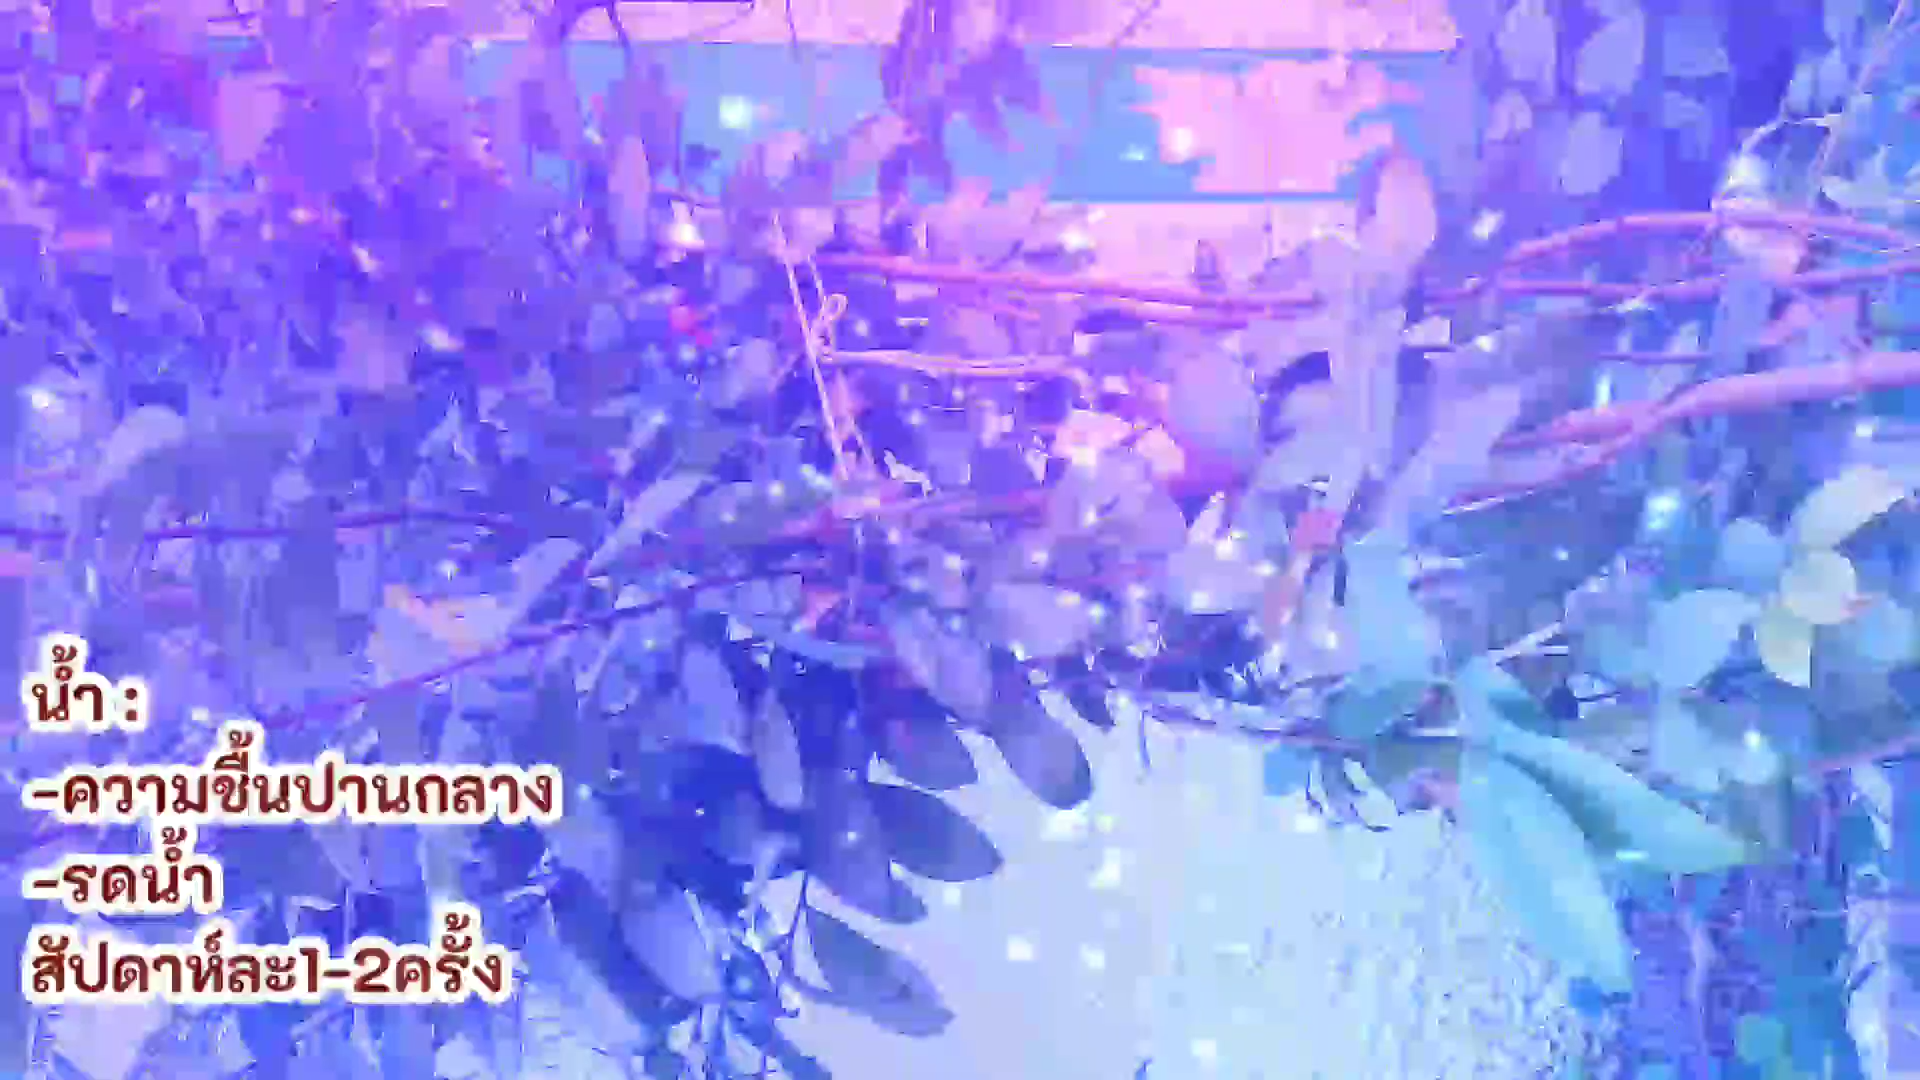 น้ำ :
-ความชื้นปานกลาง
-รดน้ำ
สัปดาห์ละ1-2ครั้ง